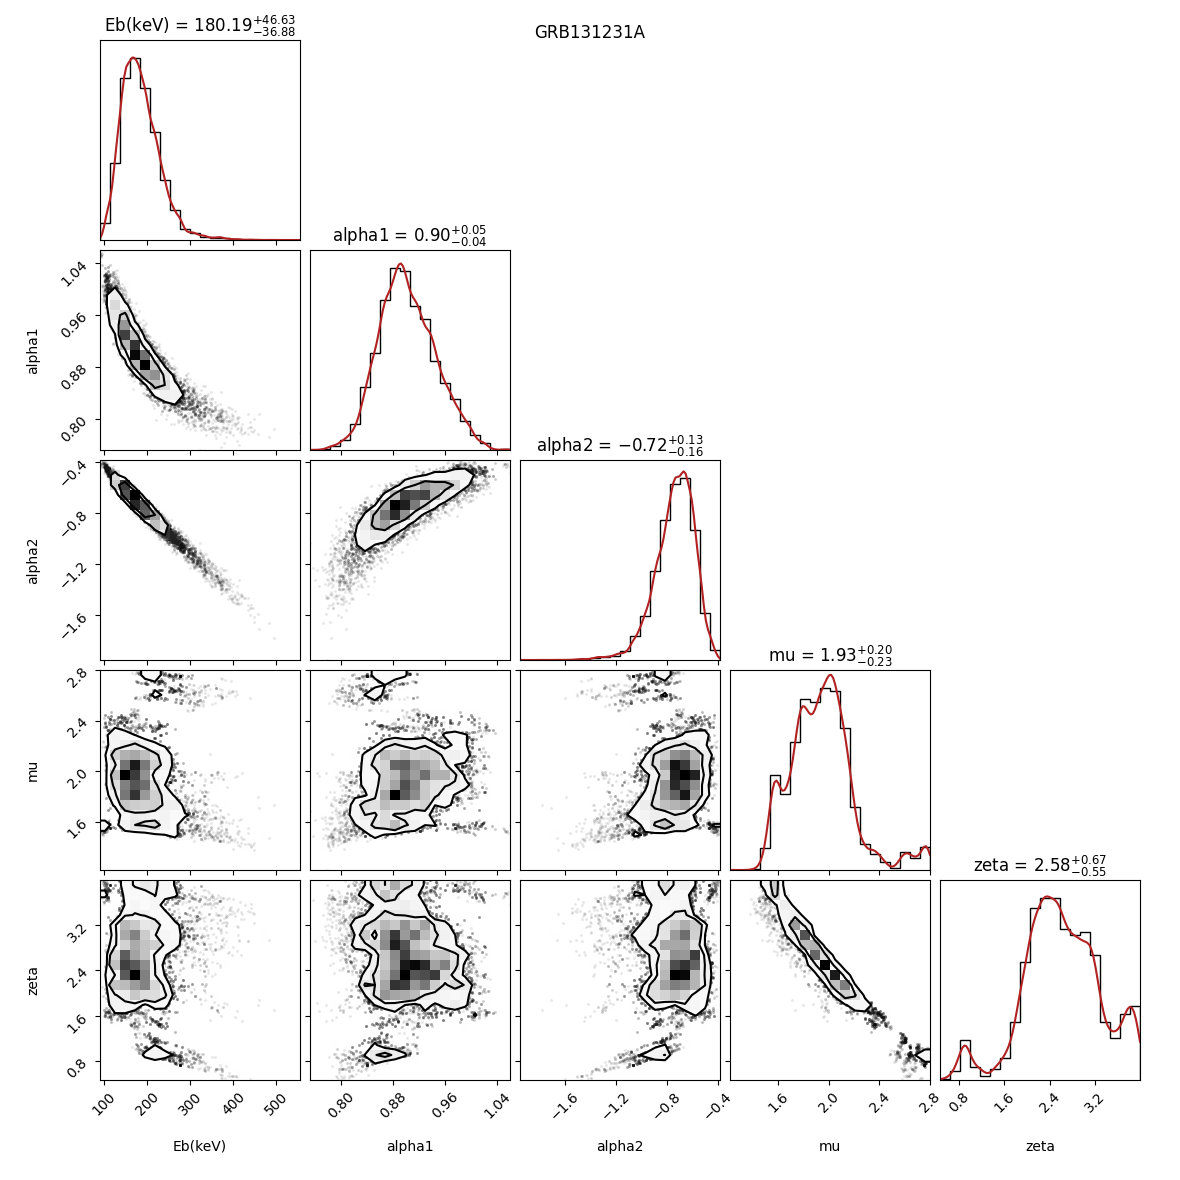 GRB131231A
Eb(keV) = 180.19+46.63−36.88
alpha1 = 0.90+0.05−0.04
alpha2 = −0.72+0.13−0.16
mu = 1.93+0.20−0.23
zeta = 2.58+0.67−0.55
1.04
0.96
0.88
0.80
alpha1
−0.4
−0.8
−1.2
−1.6
alpha2
2.8
2.4
2.0
1.6
mu
3.2
2.4
1.6
0.8
zeta
100 200 300 400 500
0.80 0.88 0.96 1.04
−1.6 −1.2 −0.8 −0.4
1.6 2.0 2.4 2.8
0.8 1.6 2.4 3.2
Eb(keV) alpha1 alpha2 mu zeta